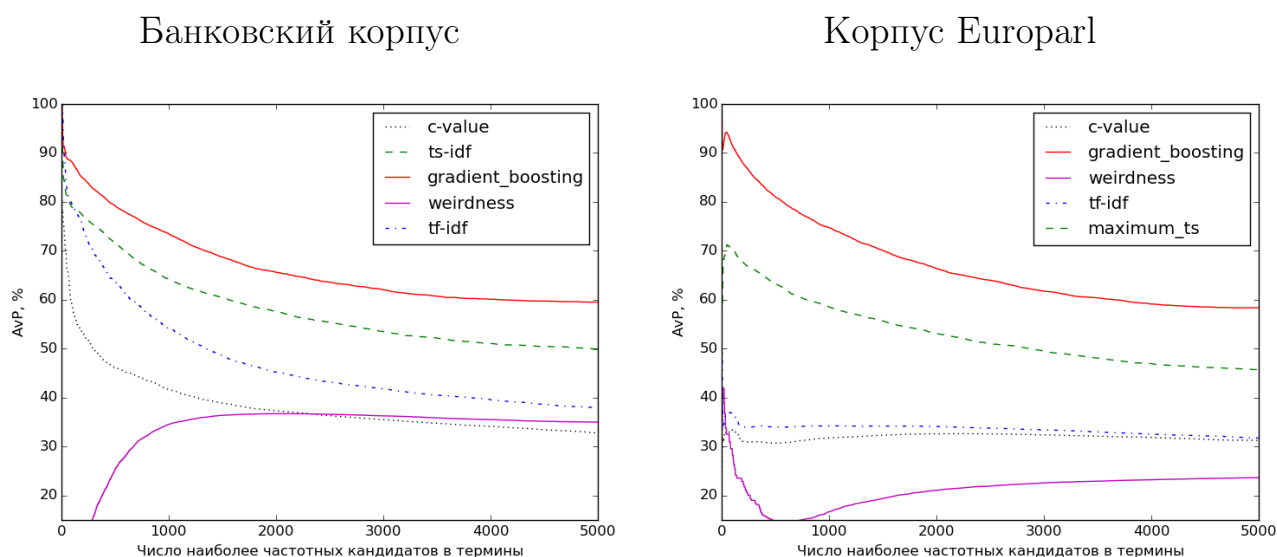 Банковский корпус
Корпус Europarl
100
90
80
70
60
50
40
30
20
AvP, %
c-value
ts-idf
gradient_boosting
weirdness
tf-idf
0 1000 2000 3000 4000 5000
Число наиболее частотных кандидатов в термины
100
90
80
70
60
50
40
30
20
AvP, %
c-value
gradient_boosting
weirdness
tf-idf
maximum_ts
0 1000 2000 3000 4000 5000
Число наиболее частотных кандидатов в термины